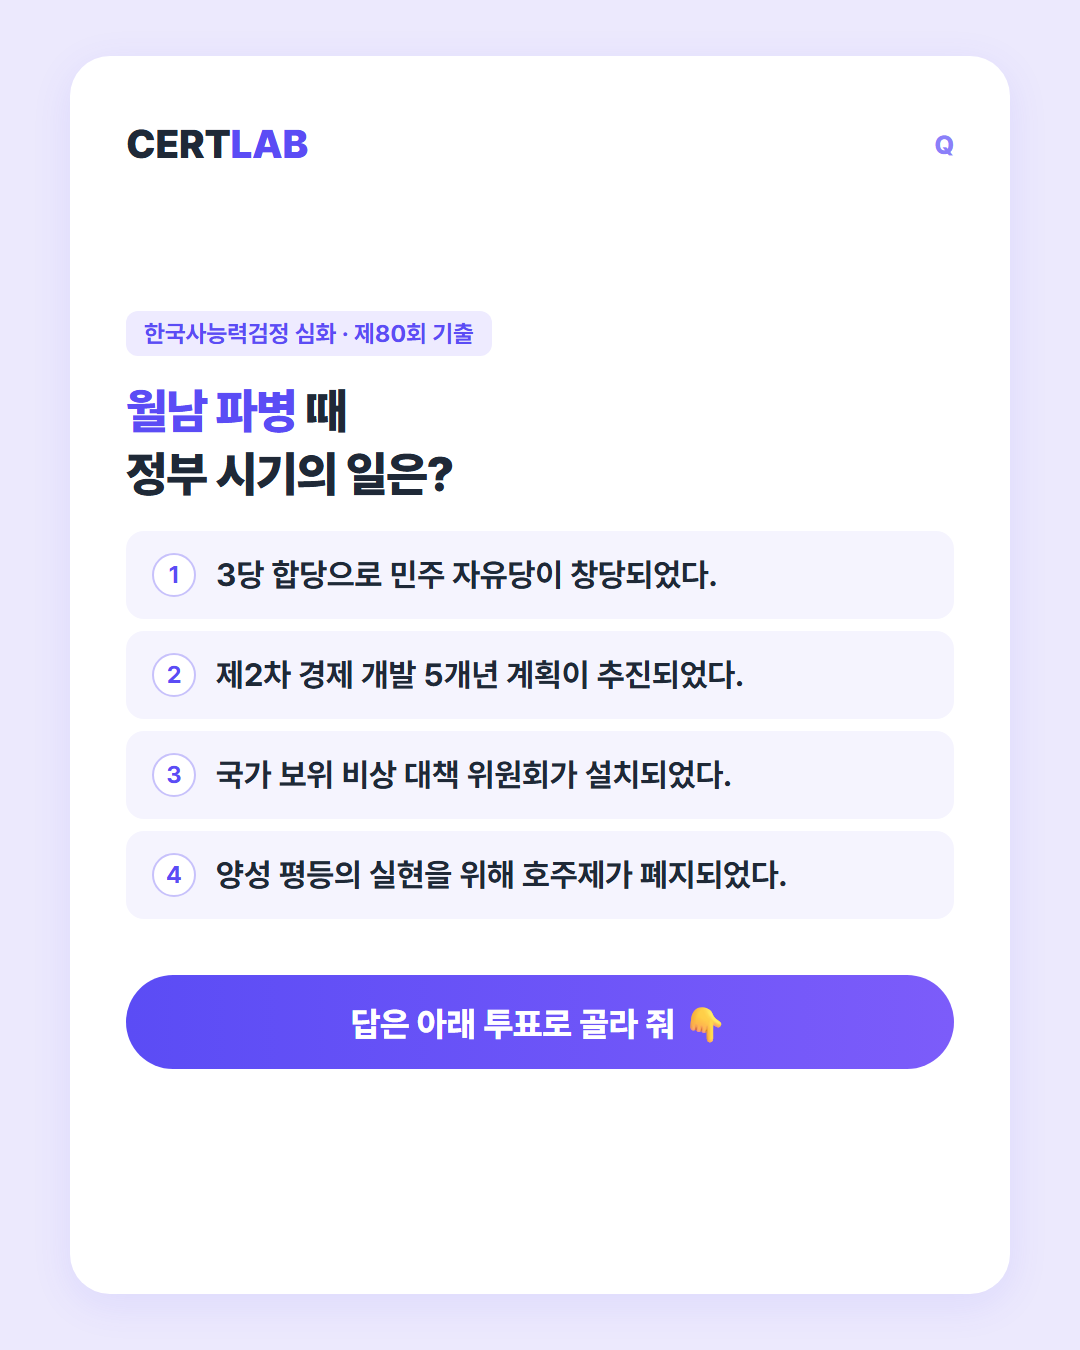 CERTLAB
Q
한국사능력검정 심화 · 제80회 기출
월남 파병 때
정부 시기의 일은?
1 3당 합당으로 민주 자유당이 창당되었다.
2 제2차 경제 개발 5개년 계획이 추진되었다.
3 국가 보위 비상 대책 위원회가 설치되었다.
4 양성 평등의 실현을 위해 호주제가 폐지되었다.
답은 아래 투표로 골라 줘 👇